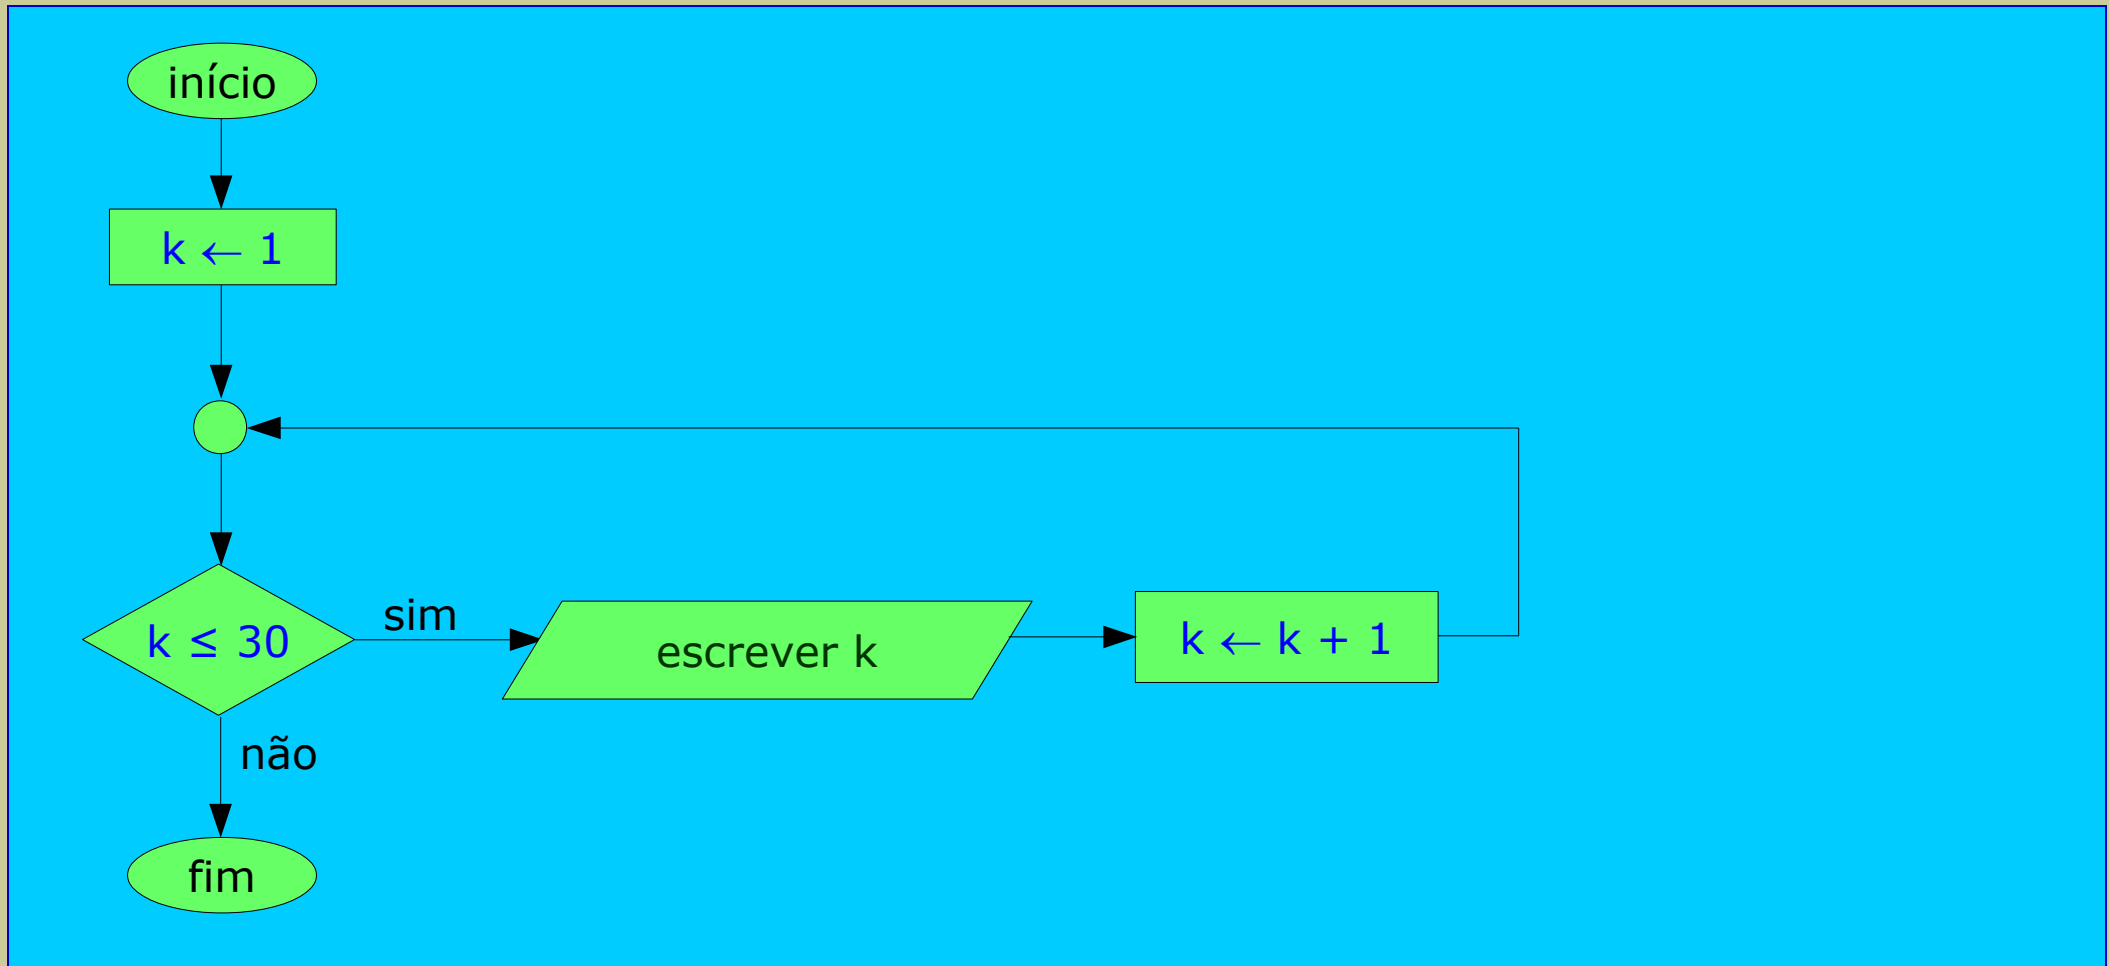 início
k ← 1
k ≤ 30
sim
escrever k
k ← k + 1
não
fim